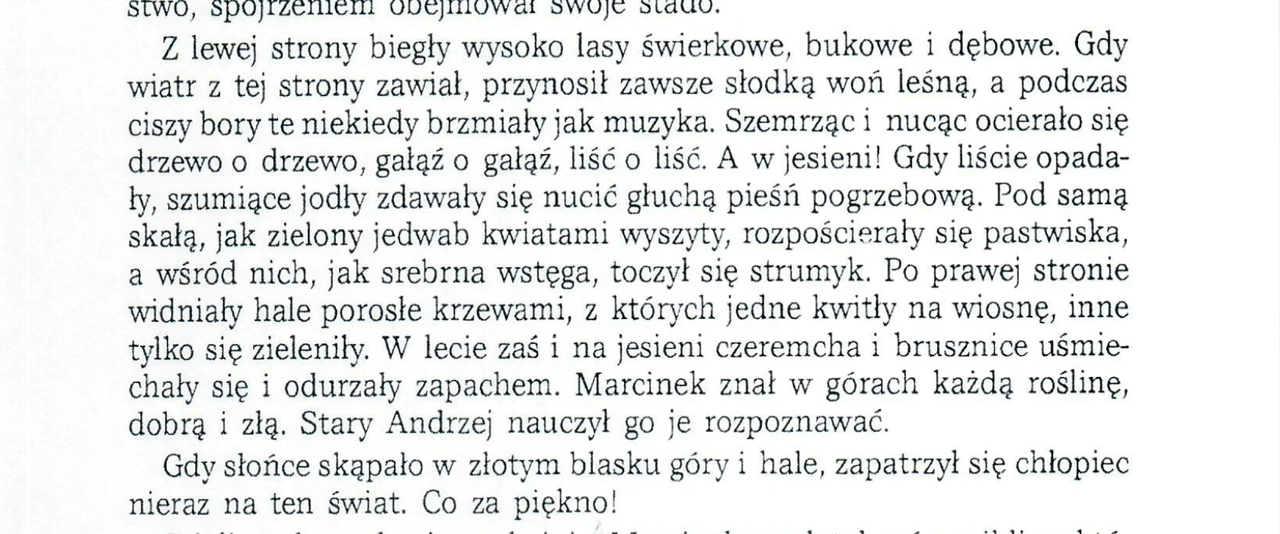 stwo, spojrzeniem obejmował swoje stado.
Z lewej strony biegły wysoko lasy świerkowe, bukowe i dębowe. Gdy
wiatr z tej strony zawiał, przynosił zawsze słodką woń leśną, a podczas
ciszy bory te niekiedy brzmiały jak muzyka. Szemrząc i nucąc ocierało się
drzewo o drzewo, gałąź o gałąź, liść o liść. A w jesieni! Gdy liście opada-
ły, szumiące jodły zdawały się nucić głuchą pieśń pogrzebową. Pod samą
skałą, jak zielony jedwab kwiatami wyszyty, rozpościerały się pastwiska,
a wśród nich, jak srebrna wstęga, toczył się strumyk. Po prawej stronie
widniały hale porosłe krzewami, z których jedne kwitły na wiosnę, inne
tylko się zieleniły. W lecie zaś i na jesieni czeremcha i brusznice uśmie-
chały się i odurzały zapachem. Marcinek znał w górach każdą roślinę,
dobrą i złą. Stary Andrzej nauczył go je rozpoznawać.
Gdy słońce skąpało w złotym blasku góry i hale, zapatrzył się chłopiec
nieraz na ten świat. Co za piękno!